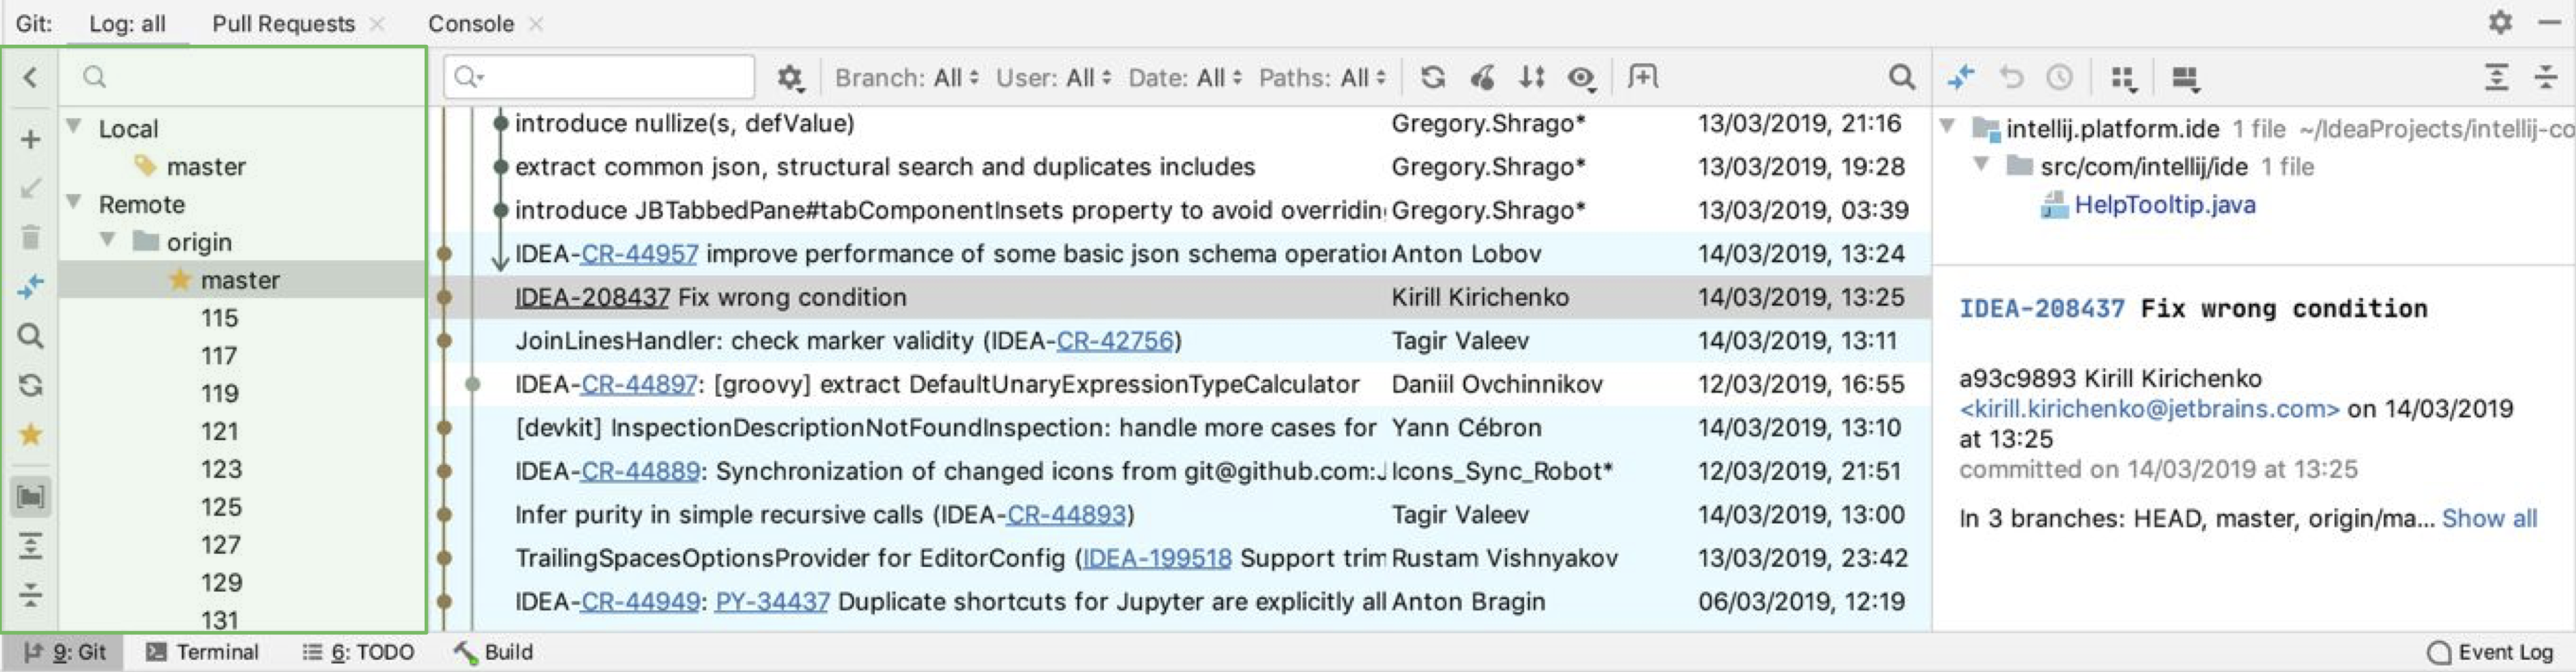 Git: Log: all Pull Requests Console
Branch: All User: All Date: All Paths: All
Local
master
Remote
origin
master
115
117
119
121
123
125
127
129
131
introduce nullize(s, defValue) Gregory.Shrago* 13/03/2019, 21:16
extract common json, structural search and duplicates includes Gregory.Shrago* 13/03/2019, 19:28
introduce JBTabbedPane#tabComponentInsets property to avoid overridin Gregory.Shrago* 13/03/2019, 03:39
IDEA-CR-44957 improve performance of some basic json schema operatio Anton Lobov 14/03/2019, 13:24
IDEA-208437 Fix wrong condition Kirill Kirichenko 14/03/2019, 13:25
JoinLinesHandler: check marker validity (IDEA-CR-42756) Tagir Valeev 14/03/2019, 13:11
IDEA-CR-44897: [groovy] extract DefaultUnaryExpressionTypeCalculator Daniil Ovchinnikov 12/03/2019, 16:55
[devkit] InspectionDescriptionNotFoundInspection: handle more cases for Yann Cébron 14/03/2019, 13:10
IDEA-CR-44889: Synchronization of changed icons from git@github.com:J Icons_Sync_Robot* 12/03/2019, 21:51
Infer purity in simple recursive calls (IDEA-CR-44893) Tagir Valeev 14/03/2019, 13:00
TrailingSpacesOptionsProvider for EditorConfig (IDEA-199518 Support trim Rustam Vishnyakov 13/03/2019, 23:42
IDEA-CR-44949: PY-34437 Duplicate shortcuts for Jupyter are explicitly all Anton Bragin 06/03/2019, 12:19
intellij.platform.ide 1 file ~/IdeaProjects/intellij-co
src/com/intellij/ide 1 file
HelpTooltip.java
IDEA-208437 Fix wrong condition
a93c9893 Kirill Kirichenko
<kirill.kirichenko@jetbrains.com> on 14/03/2019
at 13:25
committed on 14/03/2019 at 13:25
In 3 branches: HEAD, master, origin/ma... Show all
9: Git Terminal 6: TODO Build Event Log